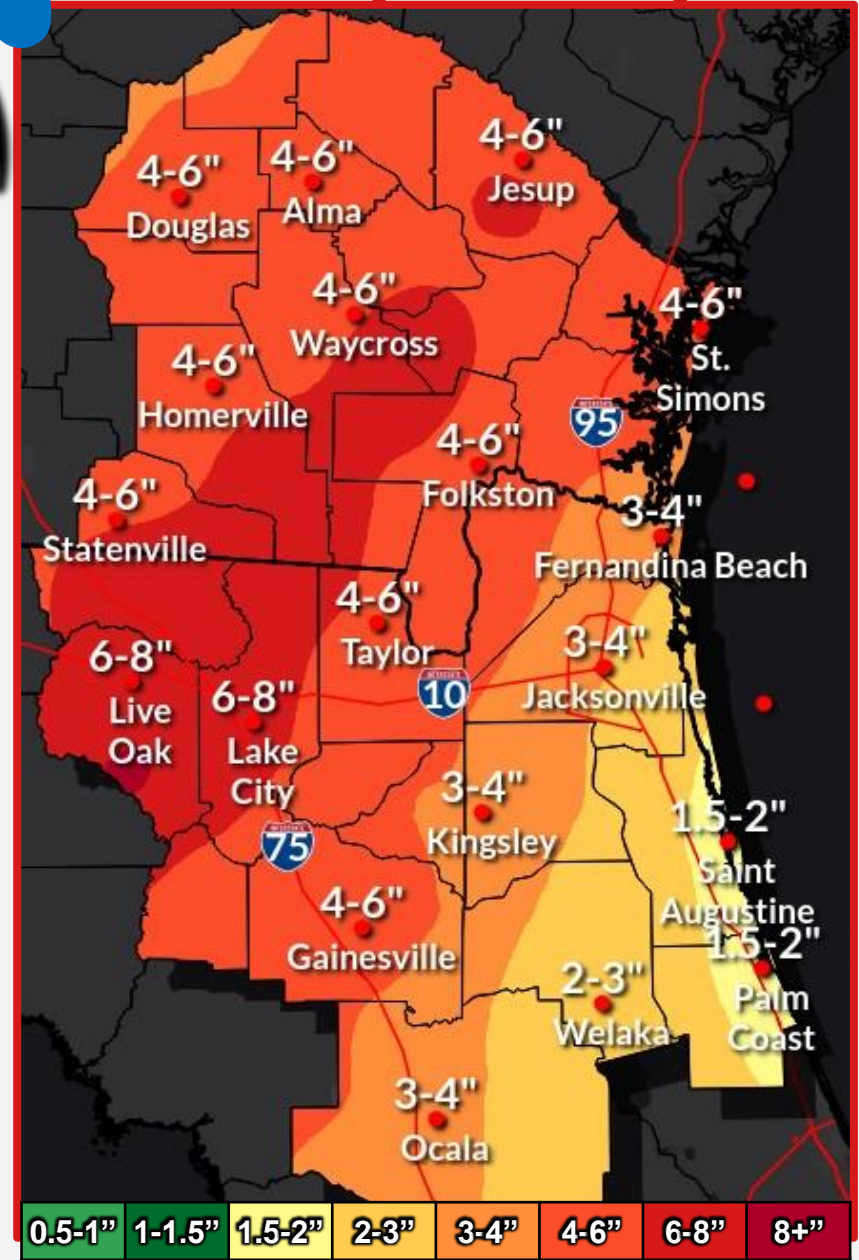 4-6"
Jesup
4-6"
Douglas
4-6"
Alma
4-6"
Waycross
4-6"
St.
Simons
4-6"
Homerville
95
4-6"
Folkston
4-6"
Statenville
3-4"
Fernandina Beach
4-6"
Taylor
3-4"
Jacksonville
6-8"
Live
Oak
6-8"
Lake
City
10
3-4"
Kingsley
1.5-2"
Saint
Augustine
75
4-6"
Gainesville
1.5-2"
Palm
Coast
2-3"
Welaka
3-4"
Ocala
0.5-1” 1-1.5” 1.5-2” 2-3” 3-4” 4-6” 6-8” 8+”